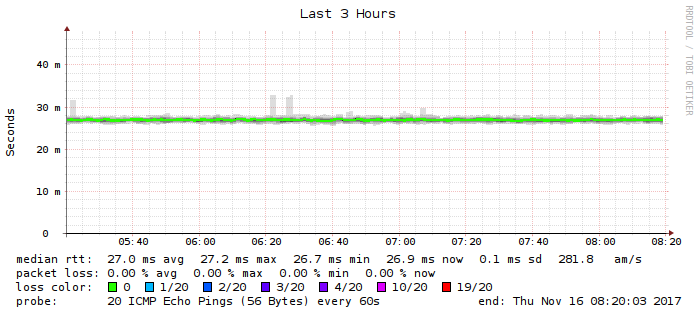 Last 3 Hours
RRDTOOL / TOBI OETIKER
Seconds
40 m
30 m
20 m
10 m
0
05:40 06:00 06:20 06:40 07:00 07:20 07:40 08:00 08:20
median rtt: 27.0 ms avg 27.2 ms max 26.7 ms min 26.9 ms now 0.1 ms sd 281.8 am/s
packet loss: 0.00 % avg 0.00 % max 0.00 % min 0.00 % now
loss color: 0 1/20 2/20 3/20 4/20 10/20 19/20
probe: 20 ICMP Echo Pings (56 Bytes) every 60s end: Thu Nov 16 08:20:03 2017